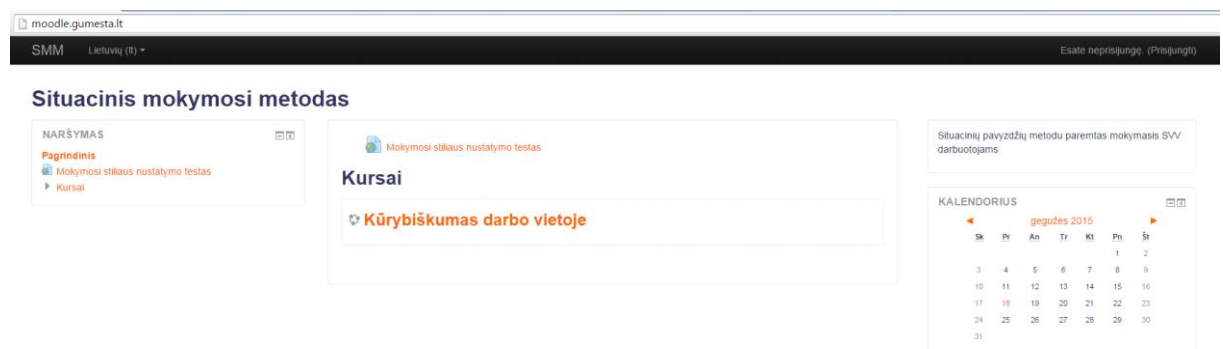 moodle.gumesta.lt
SMM Lietuvių (lt)
Esate neprisijungę. (Prisijungti)
Situacinis mokymosi metodas
NARŠYMAS
Pagrindinis
Mokymosi stiliaus nustatymo testas
Kursai
Mokymosi stiliaus nustatymo testas
Kursai
Kūrybiškumas darbo vietoje
Situacinių pavyzdžių metodu paremtas mokymasis SVV
darbuotojams
KALENDORIUS
gegužės 2015
Sk Pr An Tr Kt Pn Št
1 2
3 4 5 6 7 8 9
10 11 12 13 14 15 16
17 18 19 20 21 22 23
24 25 26 27 28 29 30
31